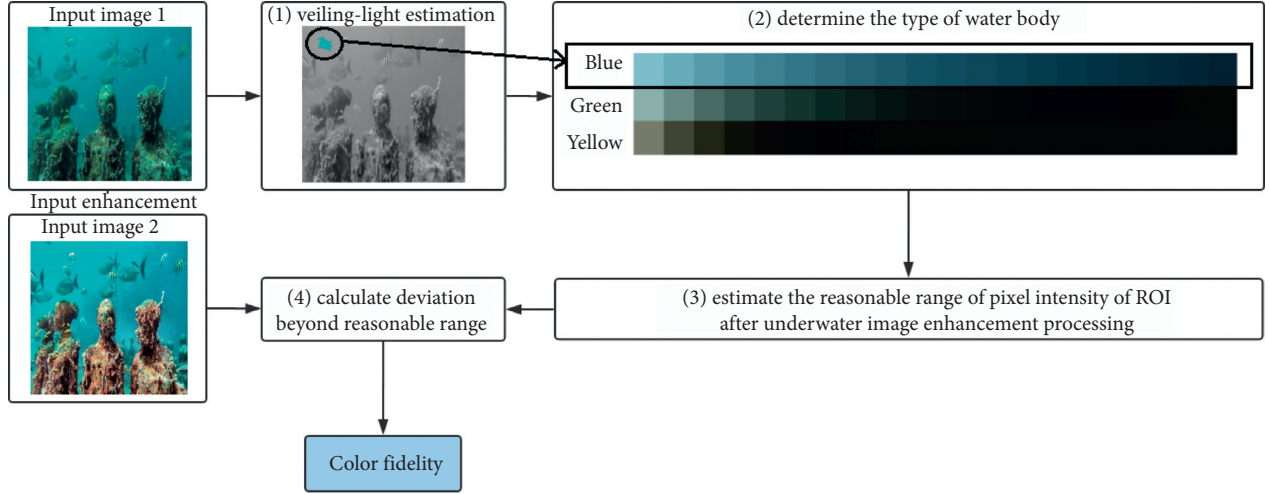 Input image 1
(1) veiling-light estimation
(2) determine the type of water body
Blue
Green
Yellow
Input enhancement
Input image 2
(4) calculate deviation
beyond reasonable range
(3) estimate the reasonable range of pixel intensity of ROI
after underwater image enhancement processing
Color fidelity